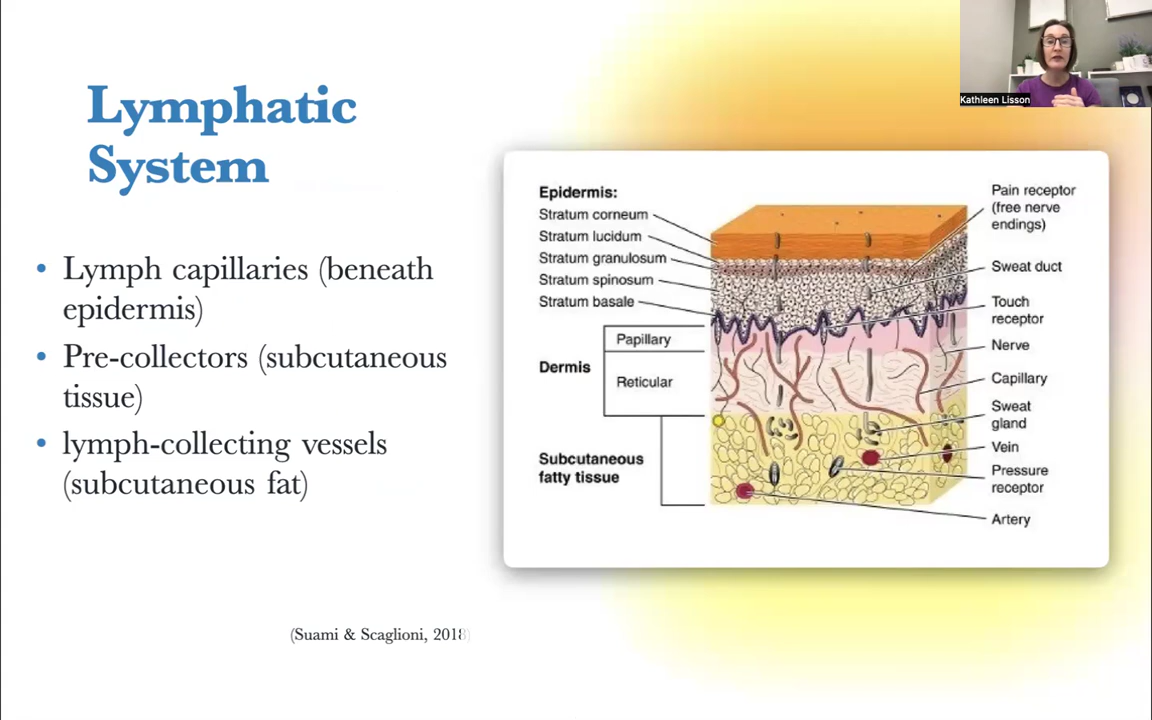 Kathleen Lisson
Lymphatic
System
• Lymph capillaries (beneath
epidermis)
• Pre-collectors (subcutaneous
tissue)
• lymph-collecting vessels
(subcutaneous fat)
(Suami & Scaglioni, 2018)
Epidermis:
Stratum corneum
Stratum lucidum
Stratum granulosum
Stratum spinosum
Stratum basale
Dermis
Papillary
Reticular
Subcutaneous
fatty tissue
Pain receptor
(free nerve
endings)
Sweat duct
Touch
receptor
Nerve
Capillary
Sweat
gland
Vein
Pressure
receptor
Artery